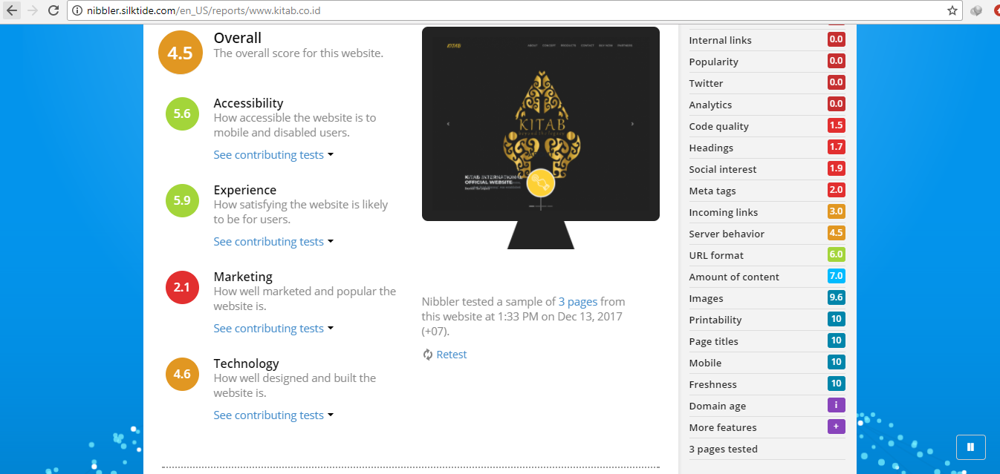 nibbler.silktide.com/en_US/reports/www.kitab.co.id
4.5
Overall
The overall score for this website.
5.6
Accessibility
How accessible the website is to
mobile and disabled users.
See contributing tests
5.9
Experience
How satisfying the website is likely
to be for users.
See contributing tests
2.1
Marketing
How well marketed and popular the
website is.
See contributing tests
4.6
Technology
How well designed and built the
website is.
See contributing tests
KITAB
ABOUT CONCEPT PRODUCTS CONTACT BUY NOW PARTNERS
KITAB
beyond the legacy
KITAB INTERNATIONAL
OFFICIAL WEBSITE
Beyond The Legacy
Nibbler tested a sample of 3 pages from
this website at 1:33 PM on Dec 13, 2017
(+07).
Retest
Internal links 0.0
Popularity 0.0
Twitter 0.0
Analytics 0.0
Code quality 1.5
Headings 1.7
Social interest 1.9
Meta tags 2.0
Incoming links 3.0
Server behavior 4.5
URL format 6.0
Amount of content 7.0
Images 9.6
Printability 10
Page titles 10
Mobile 10
Freshness 10
Domain age i
More features +
3 pages tested